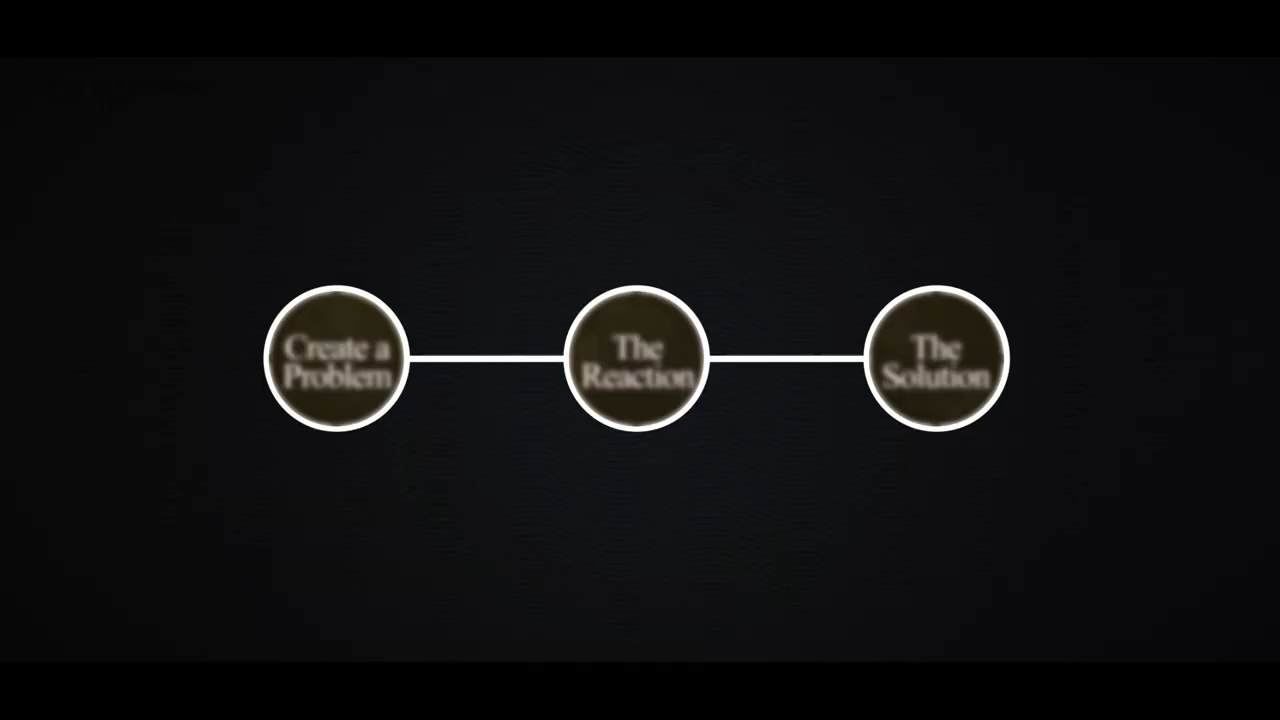 Create a
Problem
The
Reaction
The
Solution